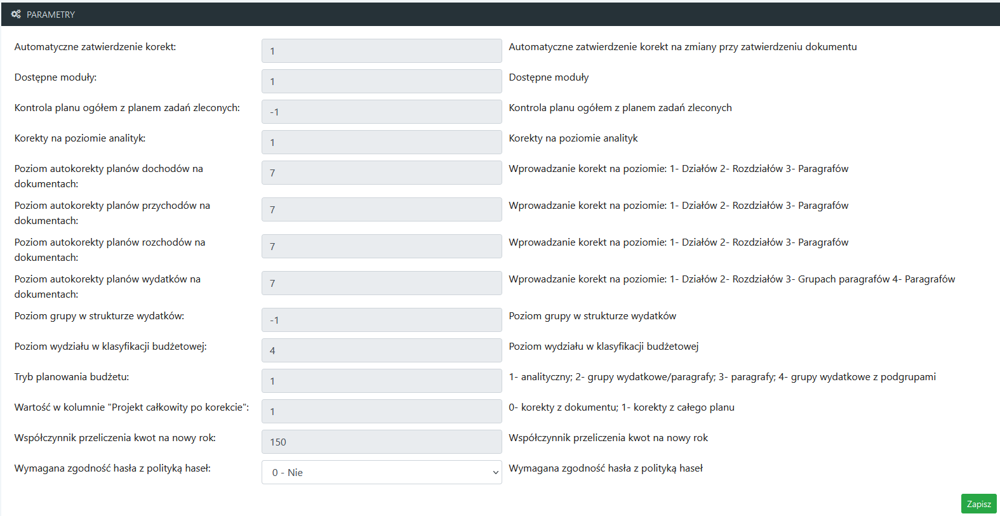 PARAMETRY
Automatyczne zatwierdzenie korekt: 1 Automatyczne zatwierdzenie korekt na zmiany przy zatwierdzeniu dokumentu
Dostępne moduły: 1 Dostępne moduły
Kontrola planu ogółem z planem zadań zleconych: -1 Kontrola planu ogółem z planem zadań zleconych
Korekty na poziomie analityk: 1 Korekty na poziomie analityk
Poziom autokorekty planów dochodów na 7 Wprowadzanie korekt na poziomie: 1- Działów 2- Rozdziałów 3- Paragrafów
dokumentach:
Poziom autokorekty planów przychodów na 7 Wprowadzanie korekt na poziomie: 1- Działów 2- Rozdziałów 3- Paragrafów
dokumentach:
Poziom autokorekty planów rozchodów na 7 Wprowadzanie korekt na poziomie: 1- Działów 2- Rozdziałów 3- Paragrafów
dokumentach:
Poziom autokorekty planów wydatków na 7 Wprowadzanie korekt na poziomie: 1- Działów 2- Rozdziałów 3- Grupach paragrafów 4- Paragrafów
dokumentach:
Poziom grupy w strukturze wydatków: -1 Poziom grupy w strukturze wydatków
Poziom wydziału w klasyfikacji budżetowej: 4 Poziom wydziału w klasyfikacji budżetowej
Tryb planowania budżetu: 1 1- analityczny; 2- grupy wydatkowe/paragrafy; 3- paragrafy; 4- grupy wydatkowe z podgrupami
Wartość w kolumnie "Projekt całkowity po korekcie": 1 0- korekty z dokumentu; 1- korekty z całego planu
Współczynnik przeliczenia kwot na nowy rok: 150 Współczynnik przeliczenia kwot na nowy rok
Wymagana zgodność hasła z polityką haseł: 0 - Nie Wymagana zgodność hasła z polityką haseł
Zapisz